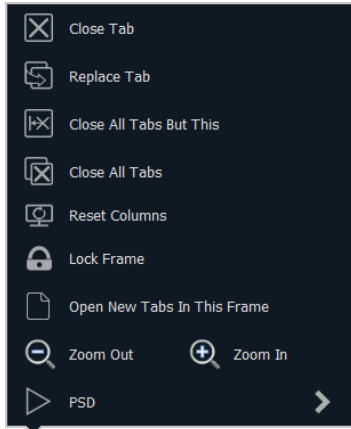 Close Tab
Replace Tab
Close All Tabs But This
Close All Tabs
Reset Columns
Lock Frame
Open New Tabs In This Frame
Zoom Out Zoom In
PSD